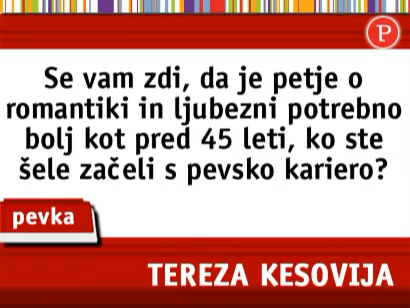 P
Se vam zdi, da je petje o
romantiki in ljubezni potrebno
bolj kot pred 45 leti, ko ste
šele začeli s pevsko kariero?
pevka
TEREZA KESOVIJA